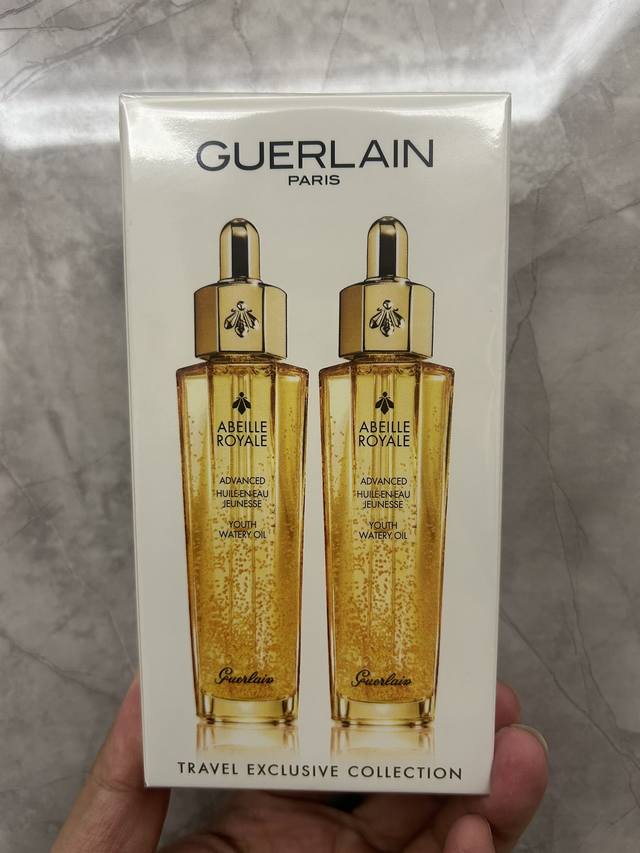 GUERLAIN
PARIS
ABEILLE
ROYALE
ADVANCED
HUILE-EN-EAU
JEUNESSE
YOUTH
WATERY OIL
Guerlain
ABEILLE
ROYALE
ADVANCED
HUILE-EN-EAU
JEUNESSE
YOUTH
WATERY OIL
Guerlain
TRAVEL EXCLUSIVE COLLECTION